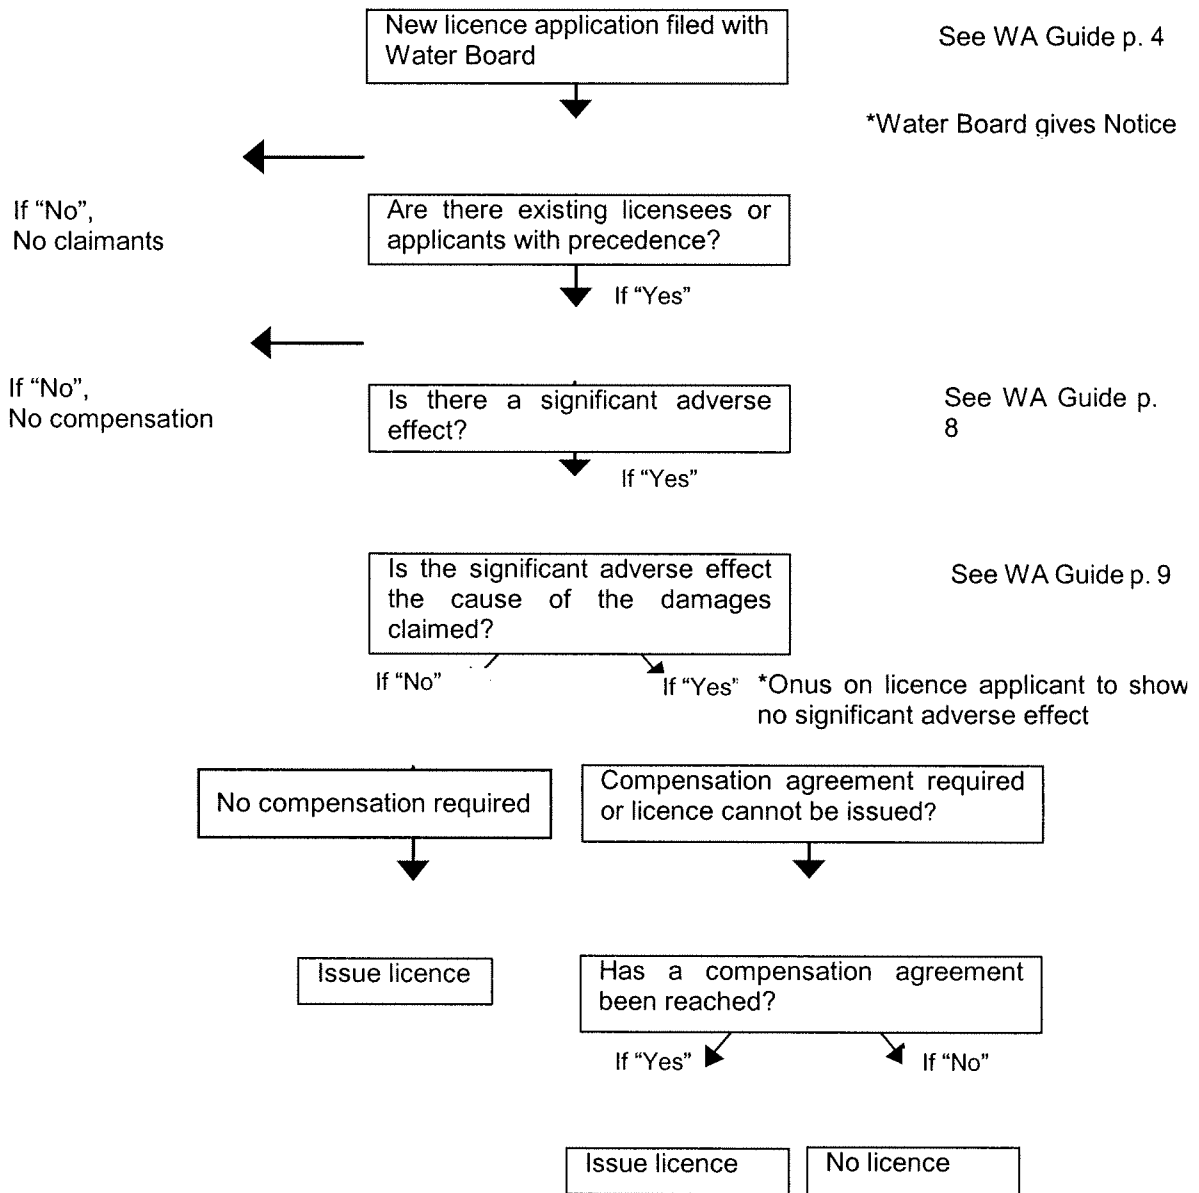 New licence application filed with
Water Board
See WA Guide p. 4
*Water Board gives Notice
If “No”,
No claimants
Are there existing licensees or
applicants with precedence?
If “Yes”
If “No”,
No compensation
Is there a significant adverse
effect?
See WA Guide p.
8
If “Yes”
Is the significant adverse effect
the cause of the damages
claimed?
See WA Guide p. 9
If “No”
If “Yes”
*Onus on licence applicant to show
no significant adverse effect
No compensation required
Compensation agreement required
or licence cannot be issued?
Issue licence
Has a compensation agreement
been reached?
If “Yes”
If “No”
Issue licence
No licence